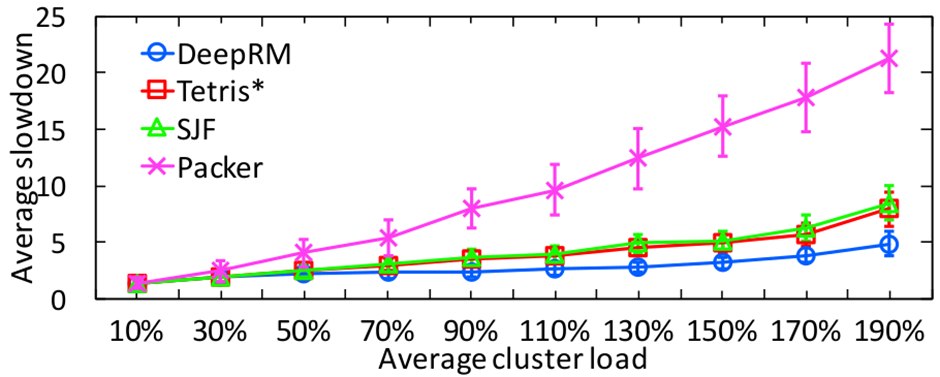 25
20
15
10
5
0
Average slowdown
DeepRM
Tetris*
SJF
Packer
10% 30% 50% 70% 90% 110% 130% 150% 170% 190%
Average cluster load